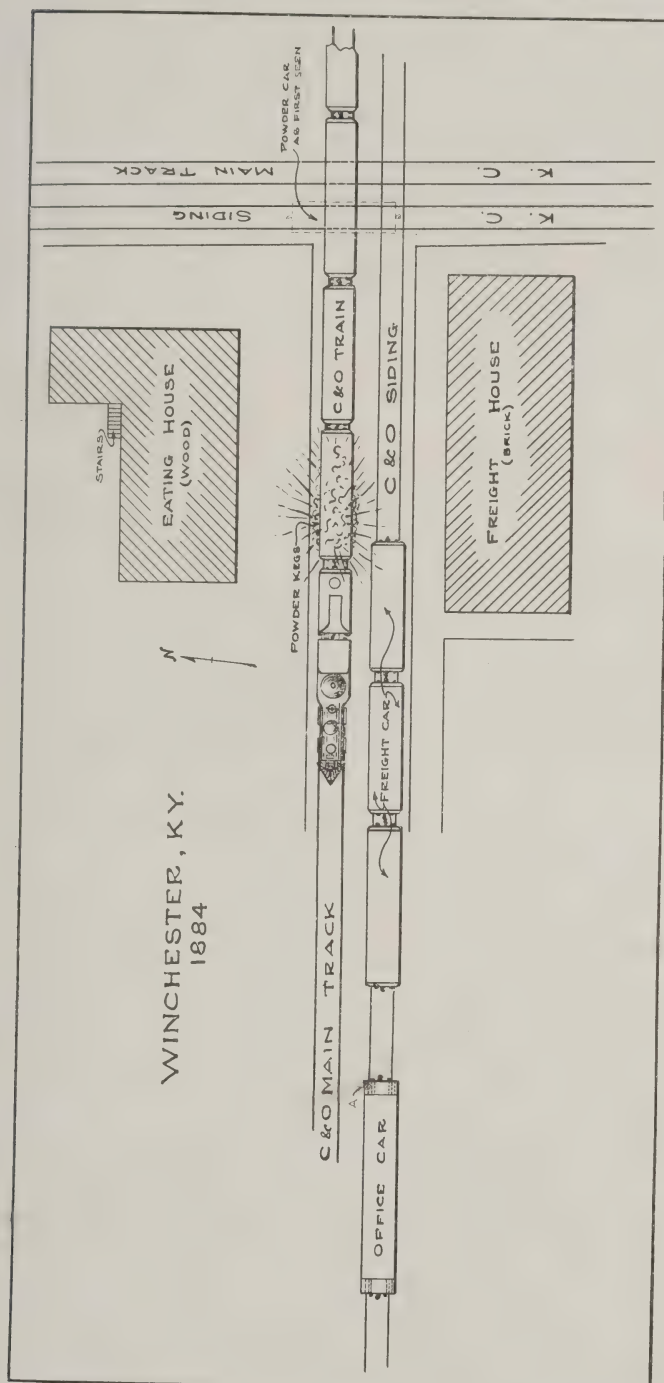 WINCHESTER, KY.
1884
N
STAIRS
EATING HOUSE
(WOOD)
POWDER KEGS
POWDER CAR
AS FIRST SEEN
SIDING
MAIN TRACK
K. U.
K. U.
C&O TRAIN
C&O MAIN TRACK
C&O SIDING
FREIGHT CAR
A
OFFICE CAR
FREIGHT HOUSE
(BRICK)